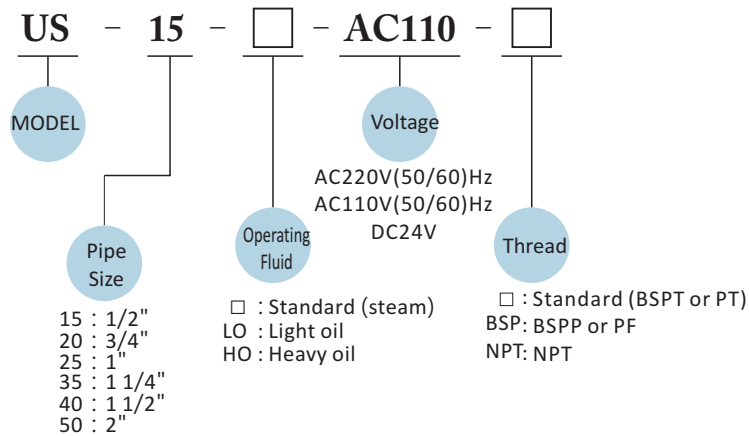 US - 15 - □ - AC110 - □
MODEL
Voltage
AC220V(50/60)Hz
AC110V(50/60)Hz
DC24V
Pipe
Size
15 : 1/2"
20 : 3/4"
25 : 1"
35 : 1 1/4"
40 : 1 1/2"
50 : 2"
Operating
Fluid
□ : Standard (steam)
LO : Light oil
HO : Heavy oil
Thread
□ : Standard (BSPT or PT)
BSP: BSPP or PF
NPT: NPT